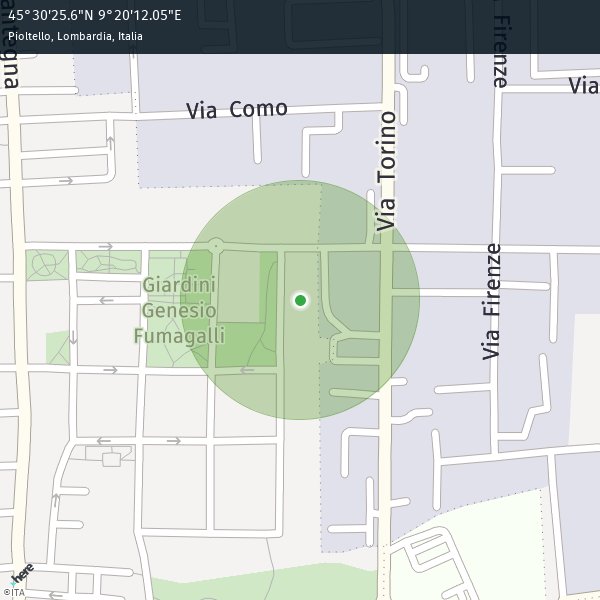 45°30'25.6"N 9°20'12.05"E
Pioltello, Lombardia, Italia
Firenze
Via
Via Como
Via Torino
Via Firenze
Giardini
Genesio
Fumagalli
here
©ITA